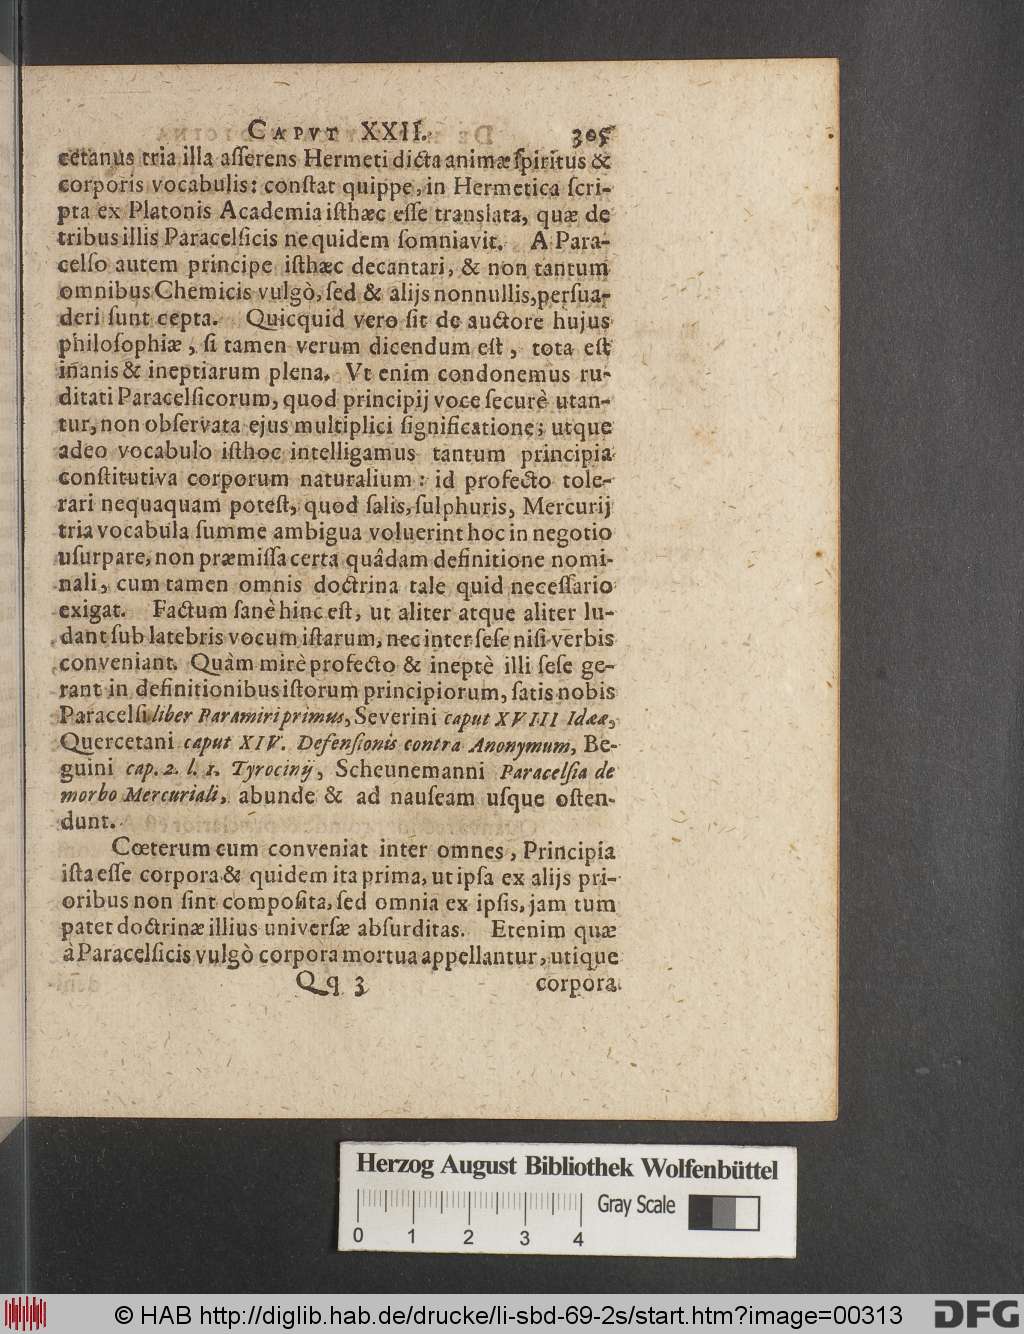 CAPVT XXII. 305
cetanus tria illa aſſerens Hermeti dicta animæ ſpiritus &
corporis vocabulis: conſtat quippe, in Hermetica ſcri-
pta ex Platonis Academia iſthæc eſſe translata, quæ de
tribus illis Paracelſicis ne quidem ſomniavit. A Para-
celſo autem principe iſthæc decantari, & non tantum
omnibus Chemicis vulgò, ſed & alijs nonnullis, perſua-
deri ſunt cepta. Quicquid vero ſit de auctore hujus
philoſophiæ, ſi tamen verum dicendum eſt, tota eſt
inanis & ineptiarum plena. Vt enim condonemus ru-
ditati Paracelſicorum, quod principij voce ſecurè utan-
tur, non obſervata ejus multiplici ſignificatione; utque
adeo vocabulo iſthoc intelligamus tantum principia
conſtitutiva corporum naturalium: id profecto tole-
rari nequaquam poteſt, quod ſalis, ſulphuris, Mercurij
tria vocabula ſumme ambigua voluerint hoc in negotio
uſurpare, non præmiſſa certa quâdam definitione nomi-
nali, cum tamen omnis doctrina tale quid neceſſario
exigat. Factum ſanè hinc eſt, ut aliter atque aliter lu-
dant ſub latebris vocum iſtarum, nec inter ſeſe niſi verbis
conveniant. Quàm mirè profecto & ineptè illi ſeſe ge-
rant in definitionibus iſtorum principiorum, ſatis nobis
Paracelſi liber Paramiri primus, Severini caput XVIII Idææ,
Quercetani caput XIV. Defenſionis contra Anonymum, Be-
guini cap. 2. l. 1. Tyrocinij, Scheunemanni Paracelſia de
morbo Mercuriali, abunde & ad nauſeam uſque oſten-
dunt.
Cœterum cum conveniat inter omnes, Principia
iſta eſſe corpora & quidem ita prima, ut ipſa ex alijs pri-
oribus non ſint compoſita, ſed omnia ex ipſis, jam tum
patet doctrinæ illius univerſæ abſurditas. Etenim quæ
à Paracelſicis vulgò corpora mortua appellantur, utique
Qq 3 corpora
Herzog August Bibliothek Wolfenbüttel
Gray Scale
0 1 2 3 4
© HAB http://diglib.hab.de/drucke/li-sbd-69-2s/start.htm?image=00313
DFG